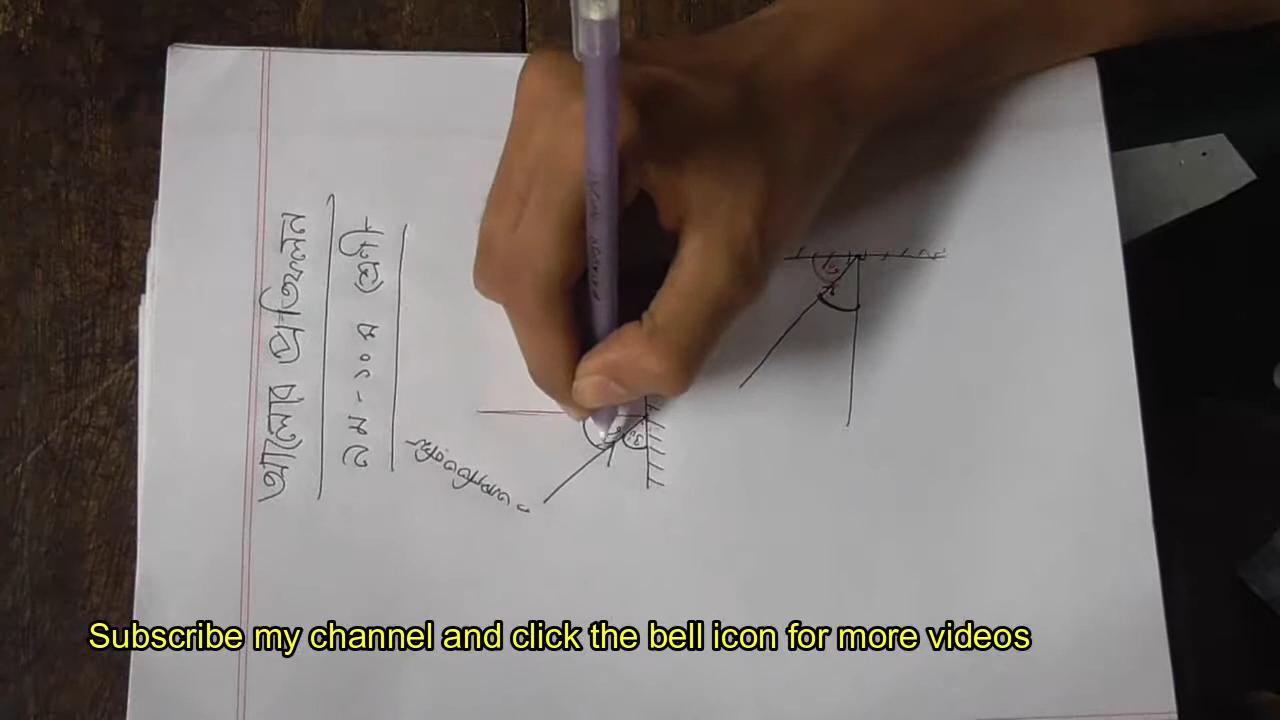 আলোর প্রতিফলন
৯ম-১০ম শ্রেণী
Subscribe my channel and click the bell icon for more videos